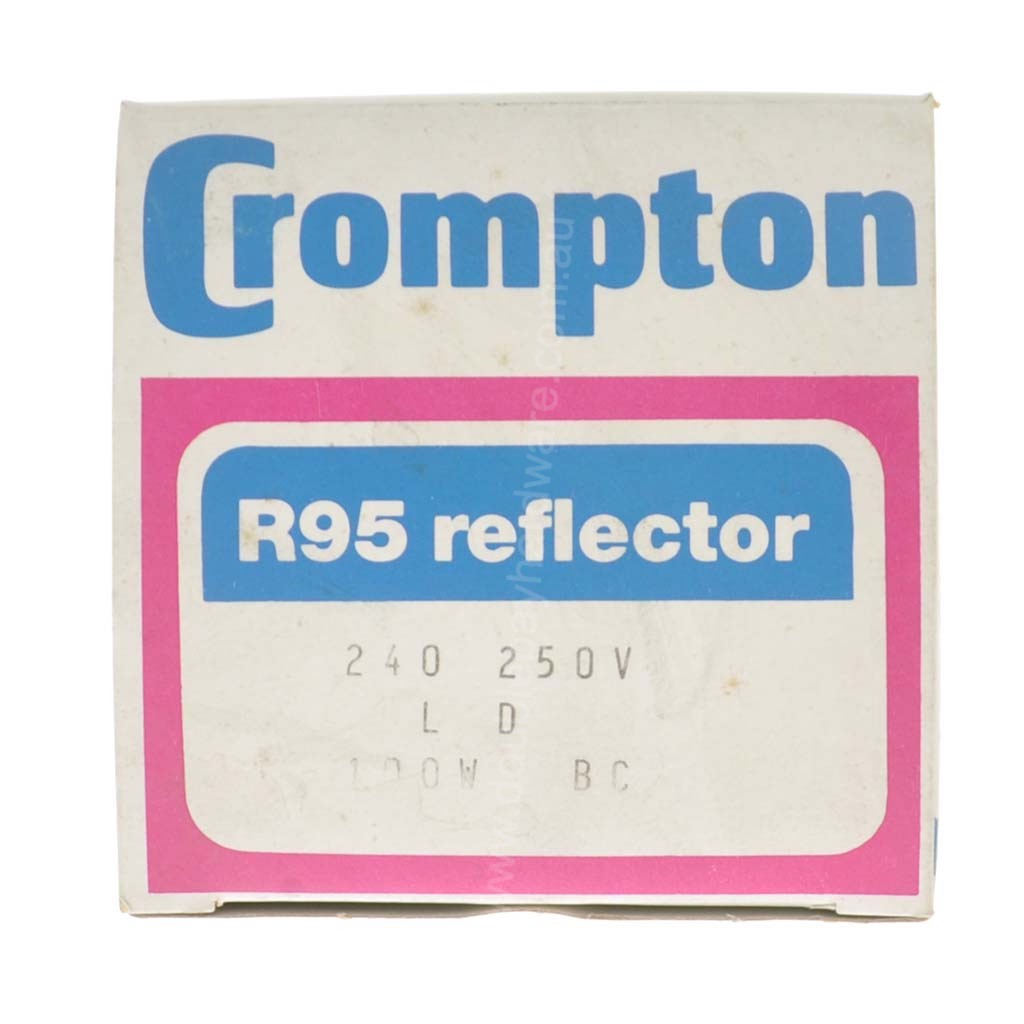 Crompton
R95 reflector
240 250V
L D
100W BC